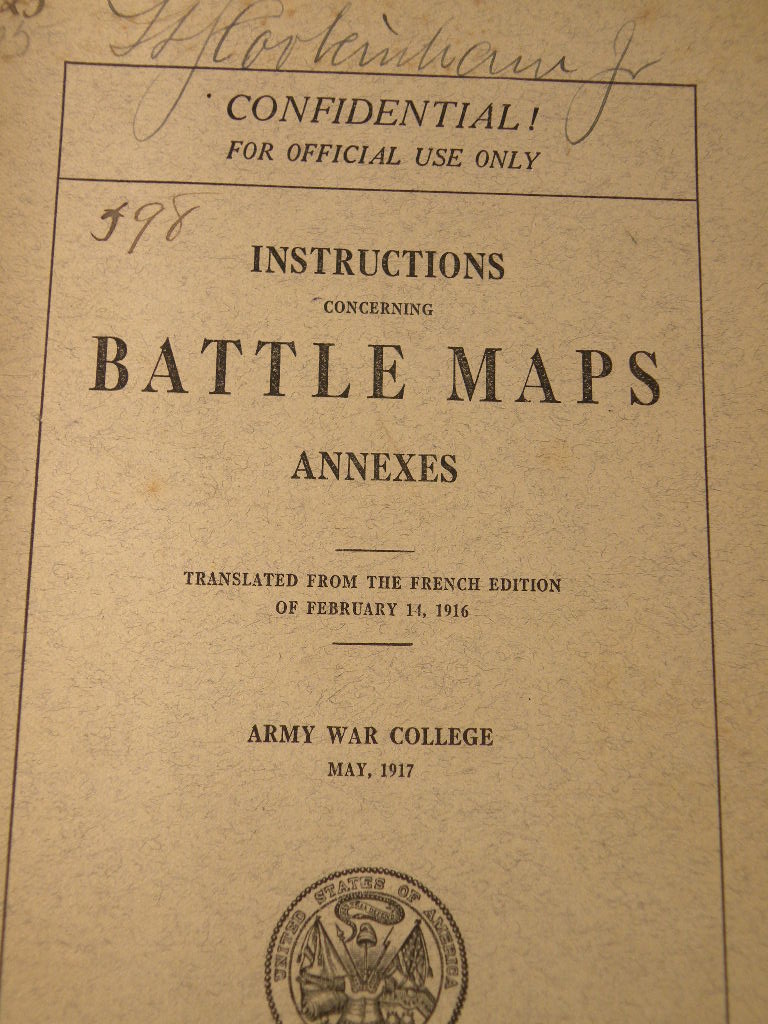 CONFIDENTIAL!
FOR OFFICIAL USE ONLY
598
INSTRUCTIONS
CONCERNING
BATTLE MAPS
ANNEXES
TRANSLATED FROM THE FRENCH EDITION
OF FEBRUARY 14, 1916
ARMY WAR COLLEGE
MAY, 1917
UNITED STATES OF AMERICA